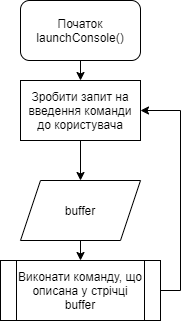 Початок
launchConsole()
Зробити запит на
введення команди
до користувача
buffer
Виконати команду, що
описана у стрічці
buffer